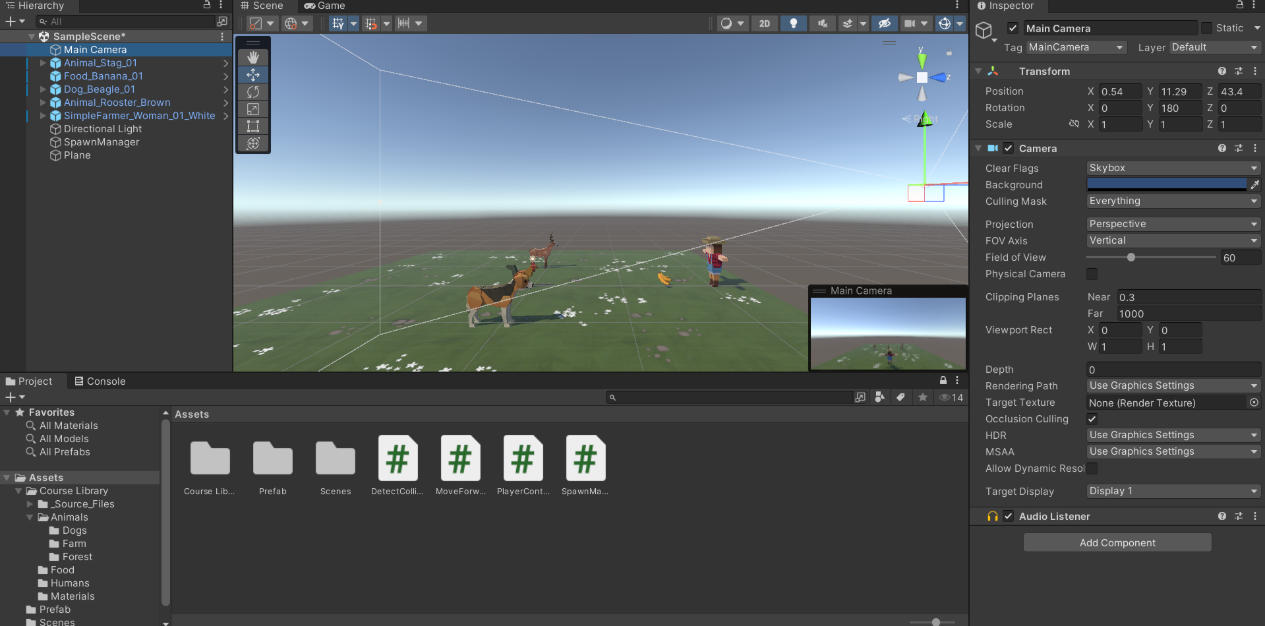 Hierarchy
All
SampleScene*
Main Camera
Animal_Stag_01
Food_Banana_01
Dog_Beagle_01
Animal_Rooster_Brown
SimpleFarmer_Woman_01_White
Directional Light
SpawnManager
Plane
Scene
Game
2D
y
z
Main Camera
Project
Console
14
Favorites
All Materials
All Models
All Prefabs
Assets
Course Library
_Source_Files
Animals
Dogs
Farm
Forest
Food
Humans
Materials
Prefab
Scenes
Assets
Course Lib...
Prefab
Scenes
DetectColli...
MoveForw...
PlayerCont...
SpawnMa...
Inspector
Main Camera
Static
Tag MainCamera Layer Default
Transform
Position X 0.54 Y 11.29 Z 43.4
Rotation X 0 Y 180 Z 0
Scale X 1 Y 1 Z 1
Camera
Clear Flags Skybox
Background
Culling Mask Everything
Projection Perspective
FOV Axis Vertical
Field of View 60
Physical Camera
Clipping Planes Near 0.3
Far 1000
Viewport Rect X 0 Y 0
W 1 H 1
Depth 0
Rendering Path Use Graphics Settings
Target Texture None (Render Texture)
Occlusion Culling
HDR Use Graphics Settings
MSAA Use Graphics Settings
Allow Dynamic Resol
Target Display Display 1
Audio Listener
Add Component